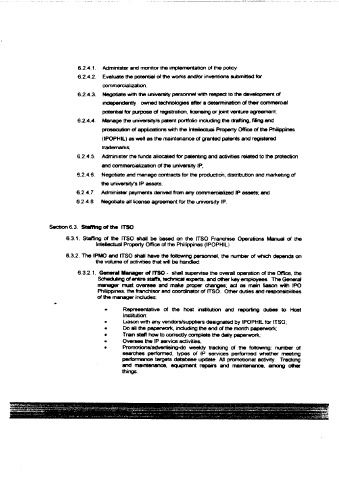 6.2.4.1. Administer and monitor the implementation of the policy
6.2.4.2. Evaluate the potential of the works and/or inventions submitted for
commercialization.
6.2.4.3. Negotiate with the university personnel with respect to the development of
independently owned technologies after a determination of their commercial
potential for purpose of registration, licensing or joint venture agreement;
6.2.4.4 Manage the university's patent portfolio including the drafting, filing and
prosecution of applications with the Intellectual Property Office of the Philippines
(IPOPHIL) as well as the maintenance of granted patents and registered
trademarks;
6.2.4.5 Administer the funds allocated for patenting and activities related to the protection
and commercialization of the university IP;
6.2.4.6. Negotiate and manage contracts for the production, distribution and marketing of
the university's IP assets;
6.2.4.7 Administer payments derived from any commercialized IP assets; and
6.2.4.8 Negotiate all license agreement for the university IP.
Section 6.3. Staffing of the ITSO
6.3.1. Staffing of the ITSO shall be based on the ITSO Franchise Operations Manual of the
Intellectual Property Office of the Philippines (IPOPHIL)
6.3.2. The IPMO and ITSO shall have the following personnel, the number of which depends on
the volume of activities that will be handled:
6.3.2.1. General Manager of ITSO - shall supervise the overall operation of the Office, the
Scheduling of entire staffs, technical experts, and other key employees. The General
manager must oversee and make proper changes; act as main liaison with IPO
Philippines, the franchisor and coordinator of ITSO. Other duties and responsibilities
of the manager includes:
• Representative of the host institution and reporting duties to Host
Institution;
• Liaison with any vendors/suppliers designated by IPOPHIL for ITSO;
• Do all the paperwork, including the end of the month paperwork;
• Train staff how to correctly complete the daily paperwork;
• Oversee the IP service activities.
• Promotions/advertising-do weekly tracking of the following: number of
searches performed, types of IP services performed whether meeting
performance targets database update. All promotional activity. Tracking
and maintenance, equipment repairs and maintenance, among other
things.